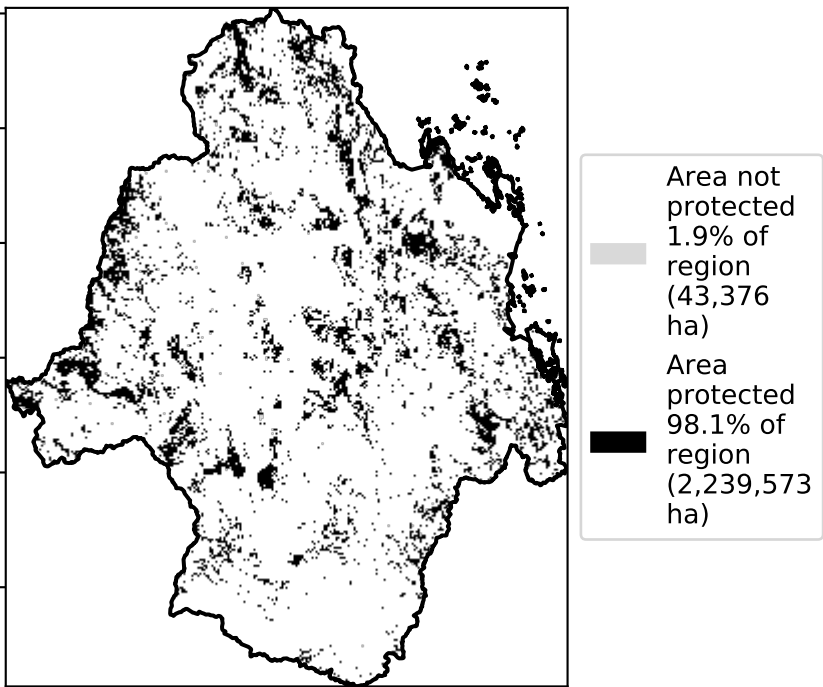 Area not
protected
1.9% of
region
(43,376
ha)
Area
protected
98.1% of
region
(2,239,573
ha)